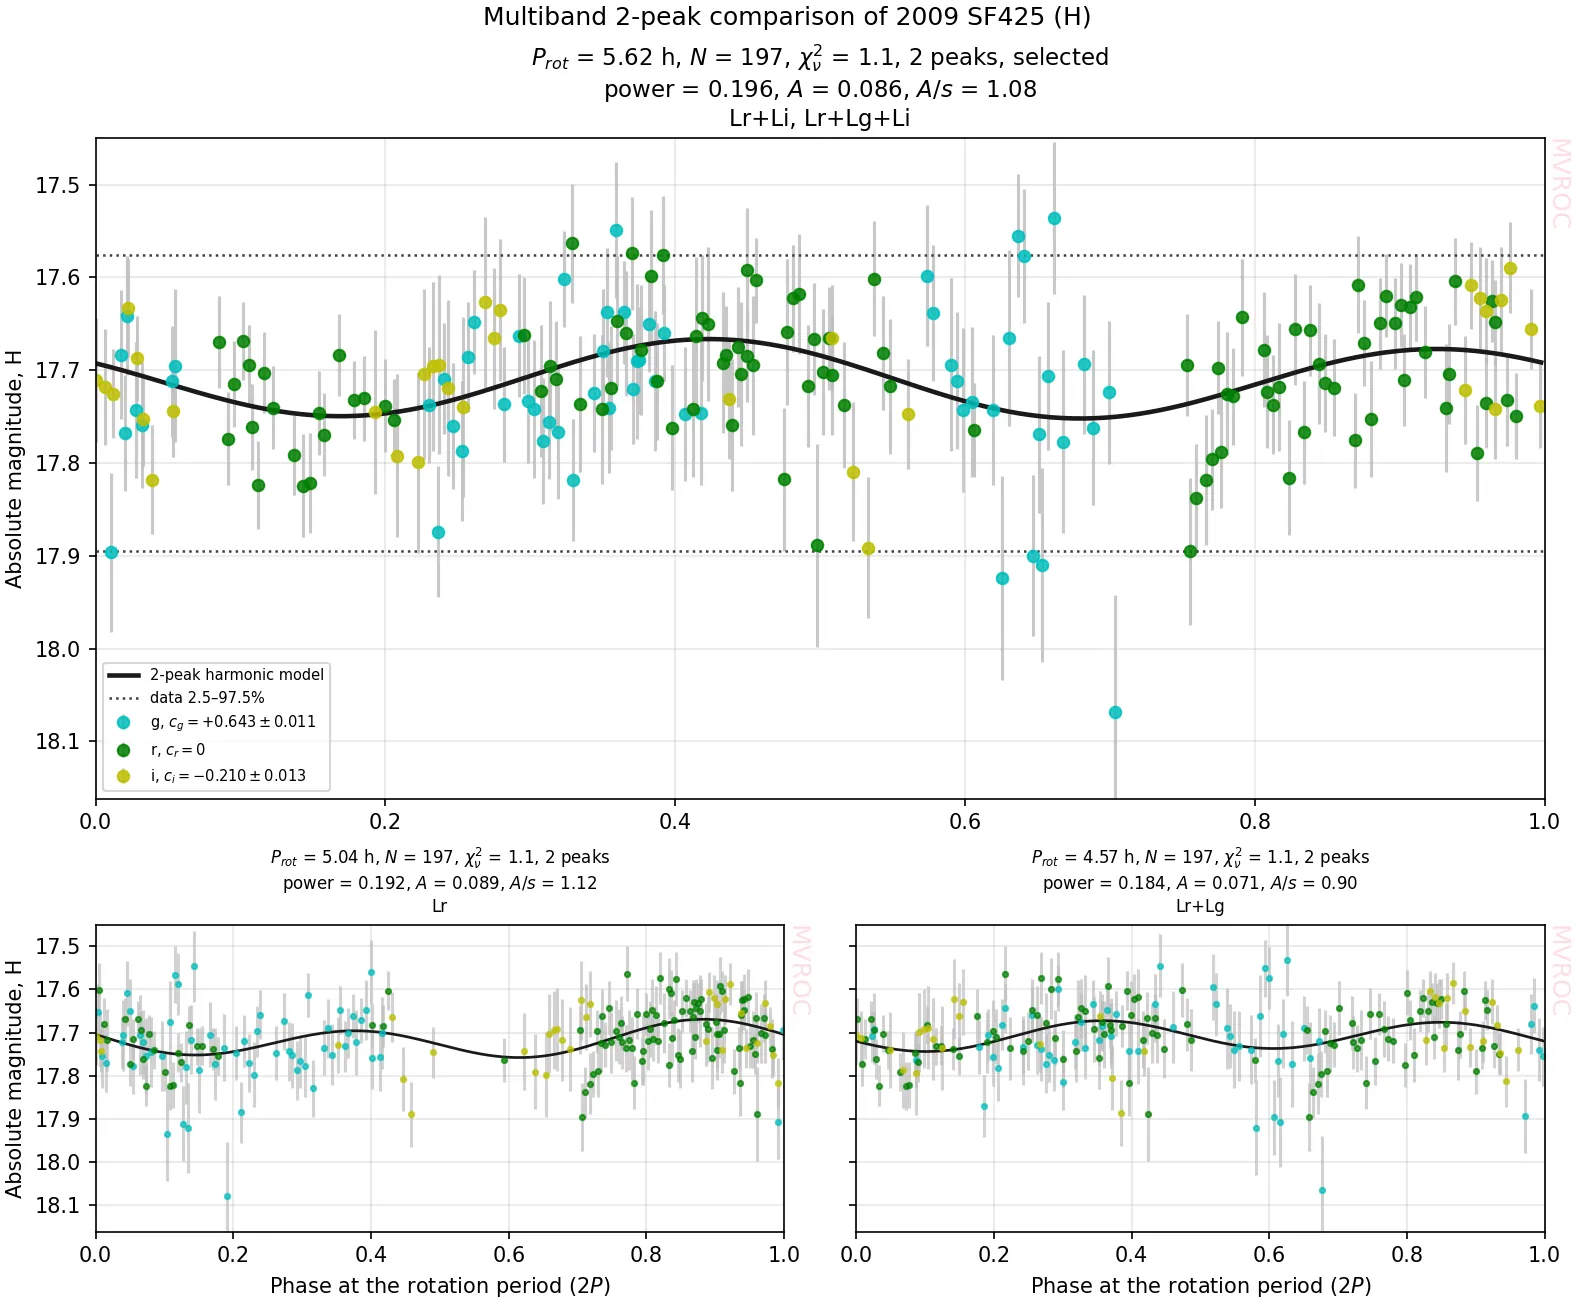 Multiband 2-peak comparison of 2009 SF425 (H)
P_rot = 5.62 h, N = 197, χ²_ν = 1.1, 2 peaks, selected
power = 0.196, A = 0.086, A/s = 1.08
Lr+Li, Lr+Lg+Li
MVROC
Absolute magnitude, H
17.5
17.6
17.7
17.8
17.9
18.0
18.1
2-peak harmonic model
data 2.5–97.5%
g, c_g = +0.643 ± 0.011
r, c_r = 0
i, c_i = −0.210 ± 0.013
0.0 0.2 0.4 0.6 0.8 1.0
P_rot = 5.04 h, N = 197, χ²_ν = 1.1, 2 peaks
power = 0.192, A = 0.089, A/s = 1.12
Lr
MVROC
Absolute magnitude, H
17.5
17.6
17.7
17.8
17.9
18.0
18.1
0.0 0.2 0.4 0.6 0.8 1.0
Phase at the rotation period (2P)
P_rot = 4.57 h, N = 197, χ²_ν = 1.1, 2 peaks
power = 0.184, A = 0.071, A/s = 0.90
Lr+Lg
MVROC
0.0 0.2 0.4 0.6 0.8 1.0
Phase at the rotation period (2P)